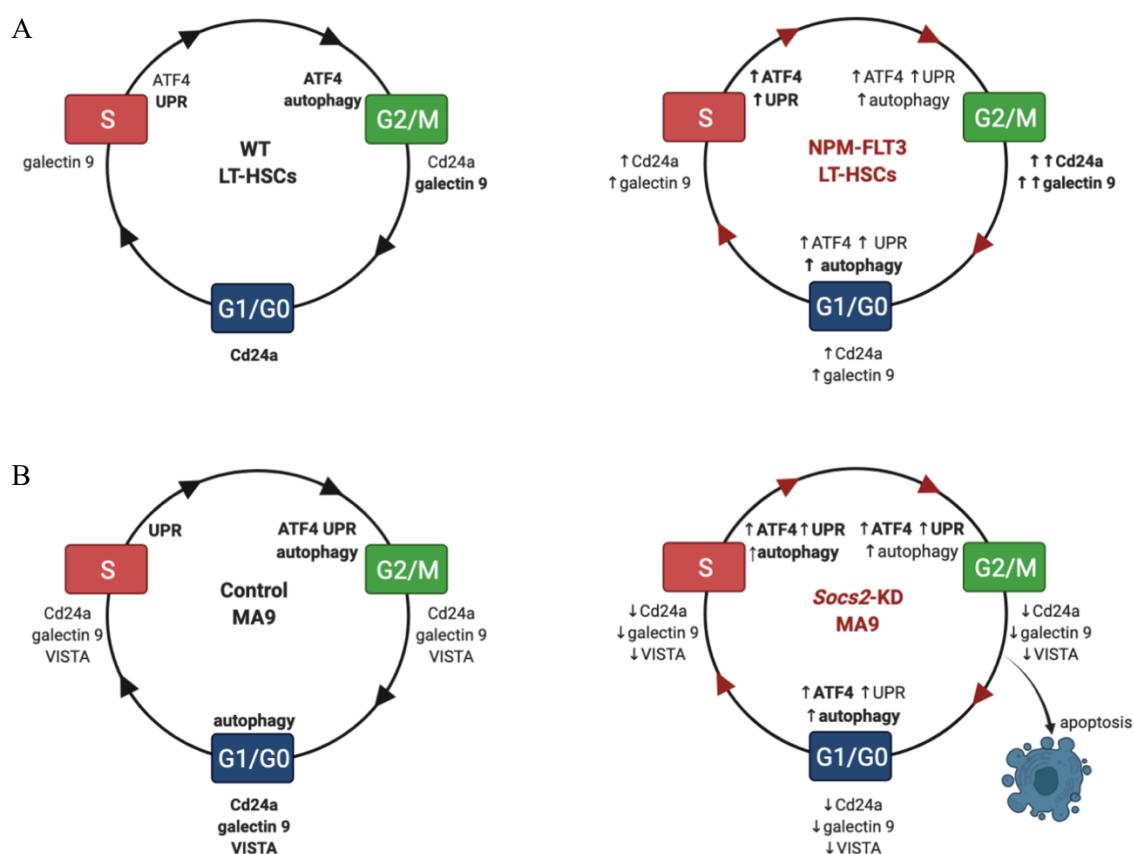 A
ATF4
UPR
ATF4
autophagy
S
G2/M
WT
LT-HSCs
galectin 9
Cd24a
galectin 9
G1/G0
Cd24a
↑ATF4
↑UPR
↑ATF4 ↑UPR
↑autophagy
S
G2/M
NPM-FLT3
LT-HSCs
↑Cd24a
↑galectin 9
↑↑Cd24a
↑↑galectin 9
↑ATF4 ↑ UPR
↑ autophagy
G1/G0
↑Cd24a
↑galectin 9
B
UPR
ATF4 UPR
autophagy
S
G2/M
Control
MA9
Cd24a
galectin 9
VISTA
Cd24a
galectin 9
VISTA
autophagy
G1/G0
Cd24a
galectin 9
VISTA
↑ATF4↑UPR
↑autophagy
↑ATF4 ↑UPR
↑autophagy
S
G2/M
Socs2-KD
MA9
↓Cd24a
↓galectin 9
↓VISTA
↓Cd24a
↓galectin 9
↓VISTA
↑ATF4 ↑UPR
↑autophagy
G1/G0
apoptosis
↓Cd24a
↓galectin 9
↓VISTA